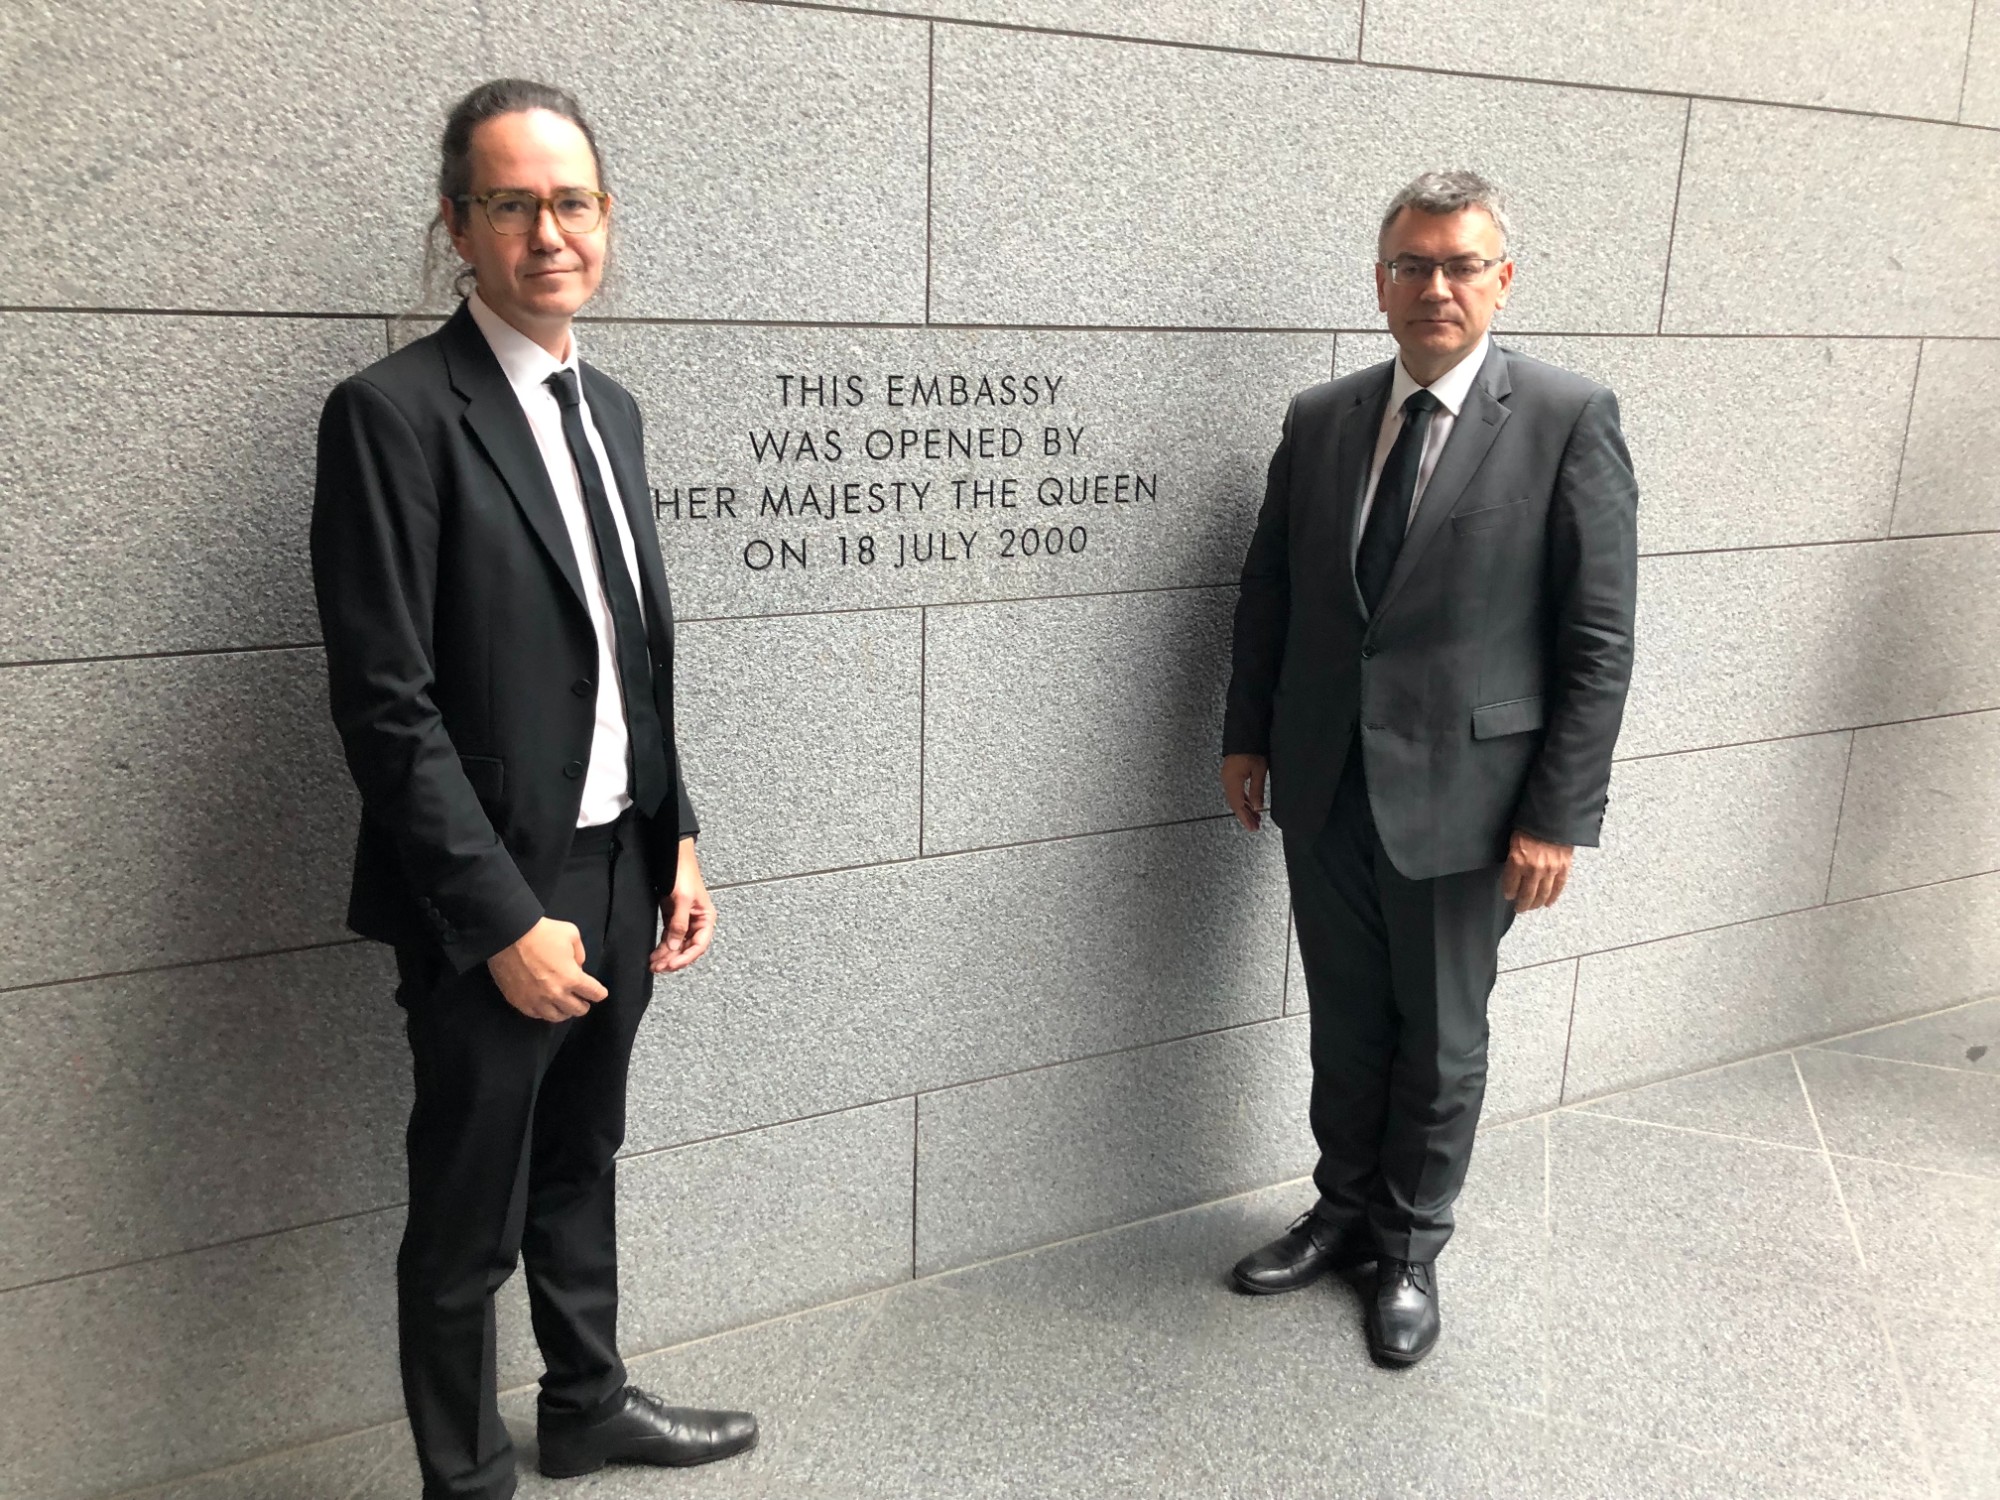 THIS EMBASSY
WAS OPENED BY
HER MAJESTY THE QUEEN
ON 18 JULY 2000